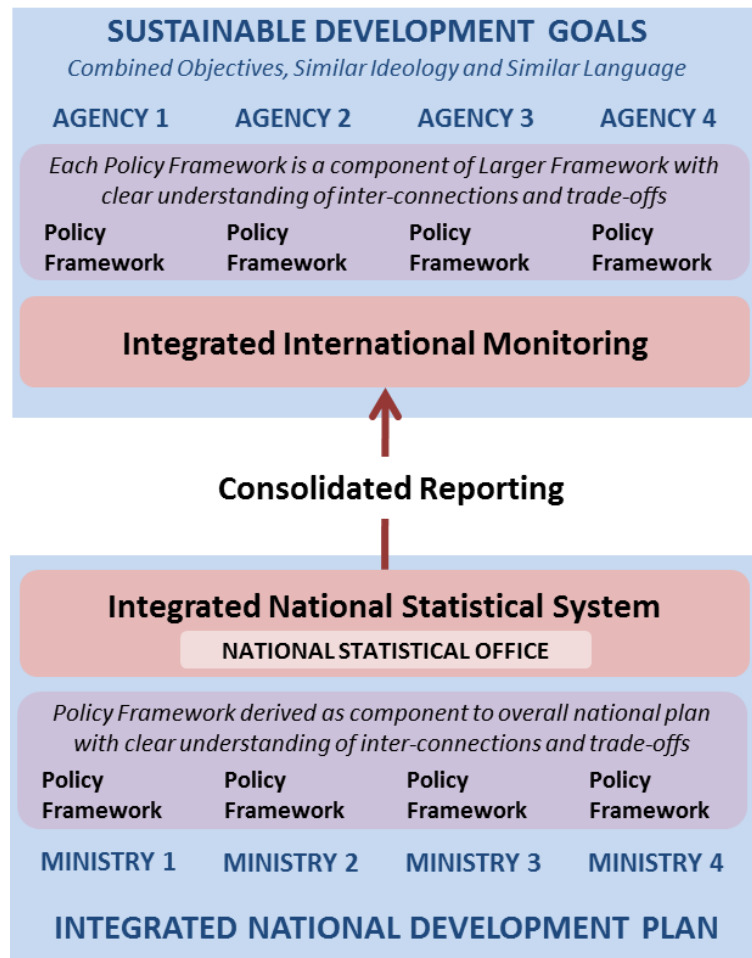 SUSTAINABLE DEVELOPMENT GOALS
Combined Objectives, Similar Ideology and Similar Language
AGENCY 1 AGENCY 2 AGENCY 3 AGENCY 4
Each Policy Framework is a component of Larger Framework with
clear understanding of inter-connections and trade-offs
Policy Policy Policy Policy
Framework Framework Framework Framework
Integrated International Monitoring
Consolidated Reporting
Integrated National Statistical System
NATIONAL STATISTICAL OFFICE
Policy Framework derived as component to overall national plan
with clear understanding of inter-connections and trade-offs
Policy Policy Policy Policy
Framework Framework Framework Framework
MINISTRY 1 MINISTRY 2 MINISTRY 3 MINISTRY 4
INTEGRATED NATIONAL DEVELOPMENT PLAN